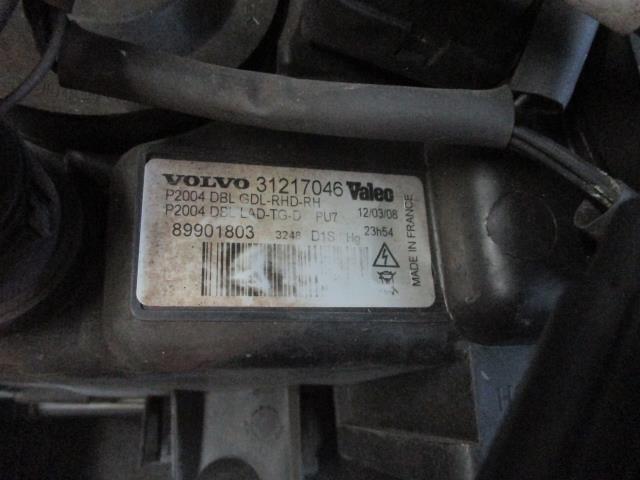 VOLVO 31217046 Valeo
P2004 DBL GDL-RHD-RH
P2004 DBL LAD-TG-D PU7 12/03/08
89901803 3248 D1S Hg 23h54
MADE IN FRANCE